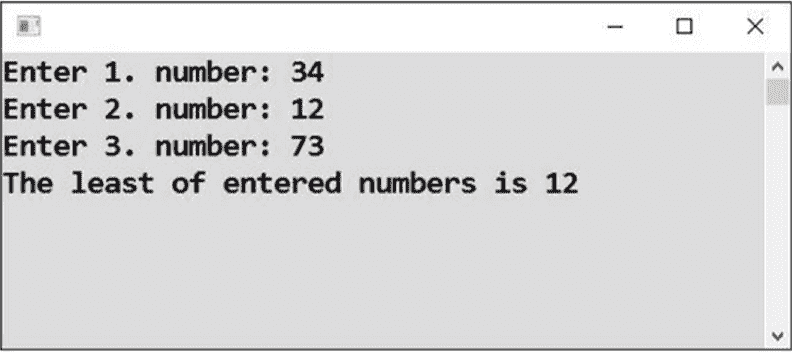 Enter 1. number: 34
Enter 2. number: 12
Enter 3. number: 73
The least of entered numbers is 12